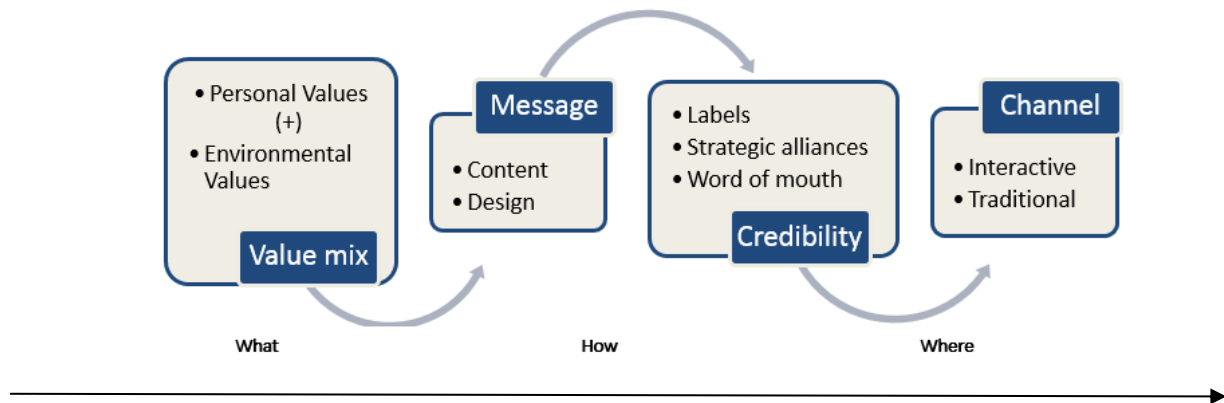 • Personal Values
(+)
• Environmental
Values
Value mix
Message
• Content
• Design
• Labels
• Strategic alliances
• Word of mouth
Credibility
Channel
• Interactive
• Traditional
What
How
Where